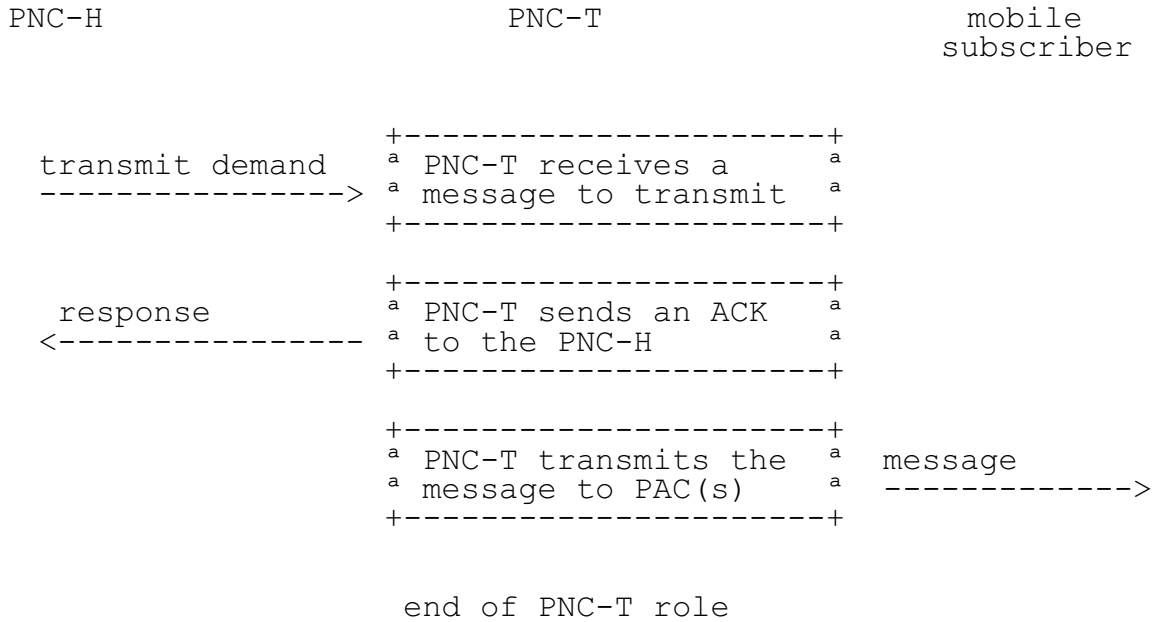 PNC-H PNC-T mobile
subscriber
+----------------------+
transmit demand ª PNC-T receives a ª
----------------> ª message to transmit ª
+----------------------+
+----------------------+
response ª PNC-T sends an ACK ª
<---------------- ª to the PNC-H ª
+----------------------+
+----------------------+
ª PNC-T transmits the ª message
ª message to PAC(s) ª ------------->
+----------------------+
end of PNC-T role